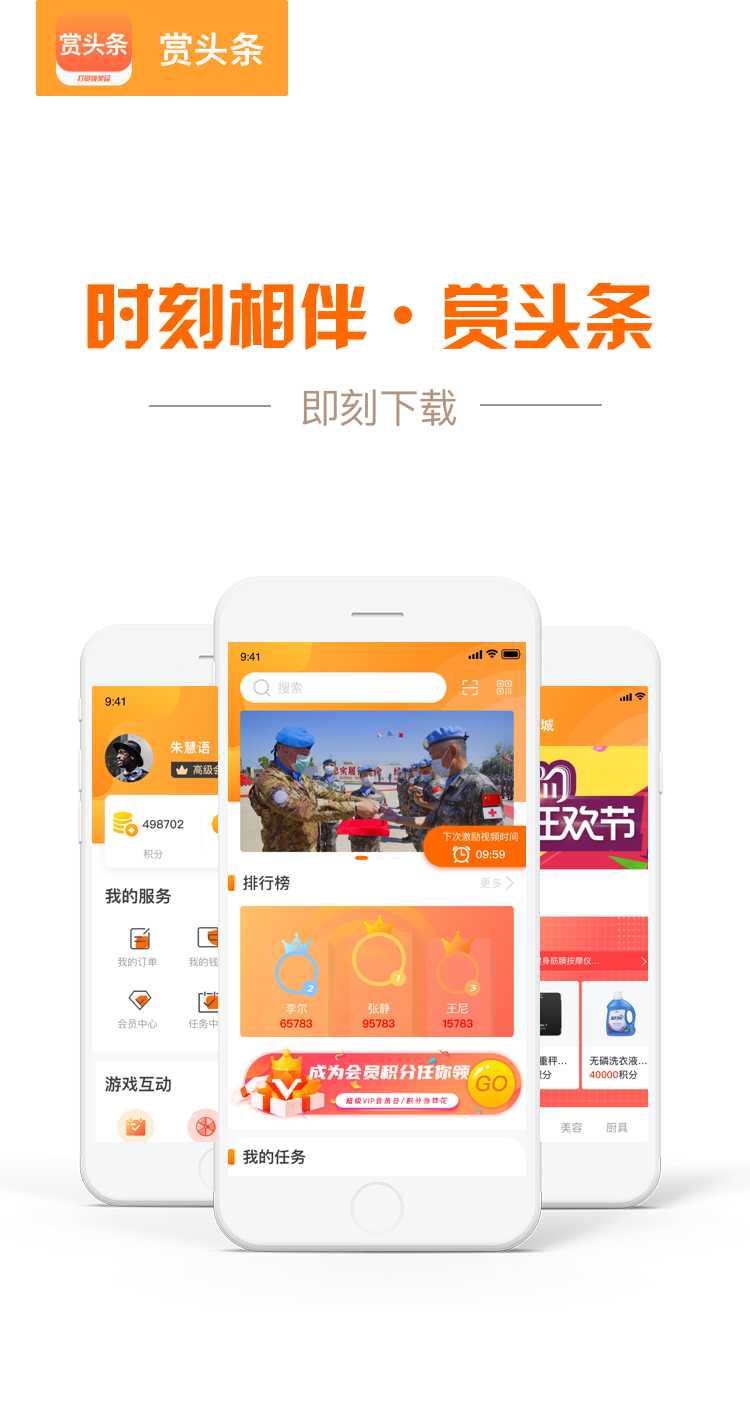 赏头条
打赏领奖品
赏头条
时刻相伴·赏头条
即刻下载
9:41
朱慧语
高级会
498702
积分
我的服务
我的订单
我的钱
会员中心
任务中
游戏互动
9:41
搜索
下次激励视频时间
09:59
排行榜
更多
2
1
3
李尔
张静
王尼
65783
95783
15783
成为会员积分任你领
GO
超级VIP会员日/积分当钱花
我的任务
城
狂欢节
身筋膜按摩仪...
重秤...
积分
无磷洗衣液...
40000积分
美容
厨具